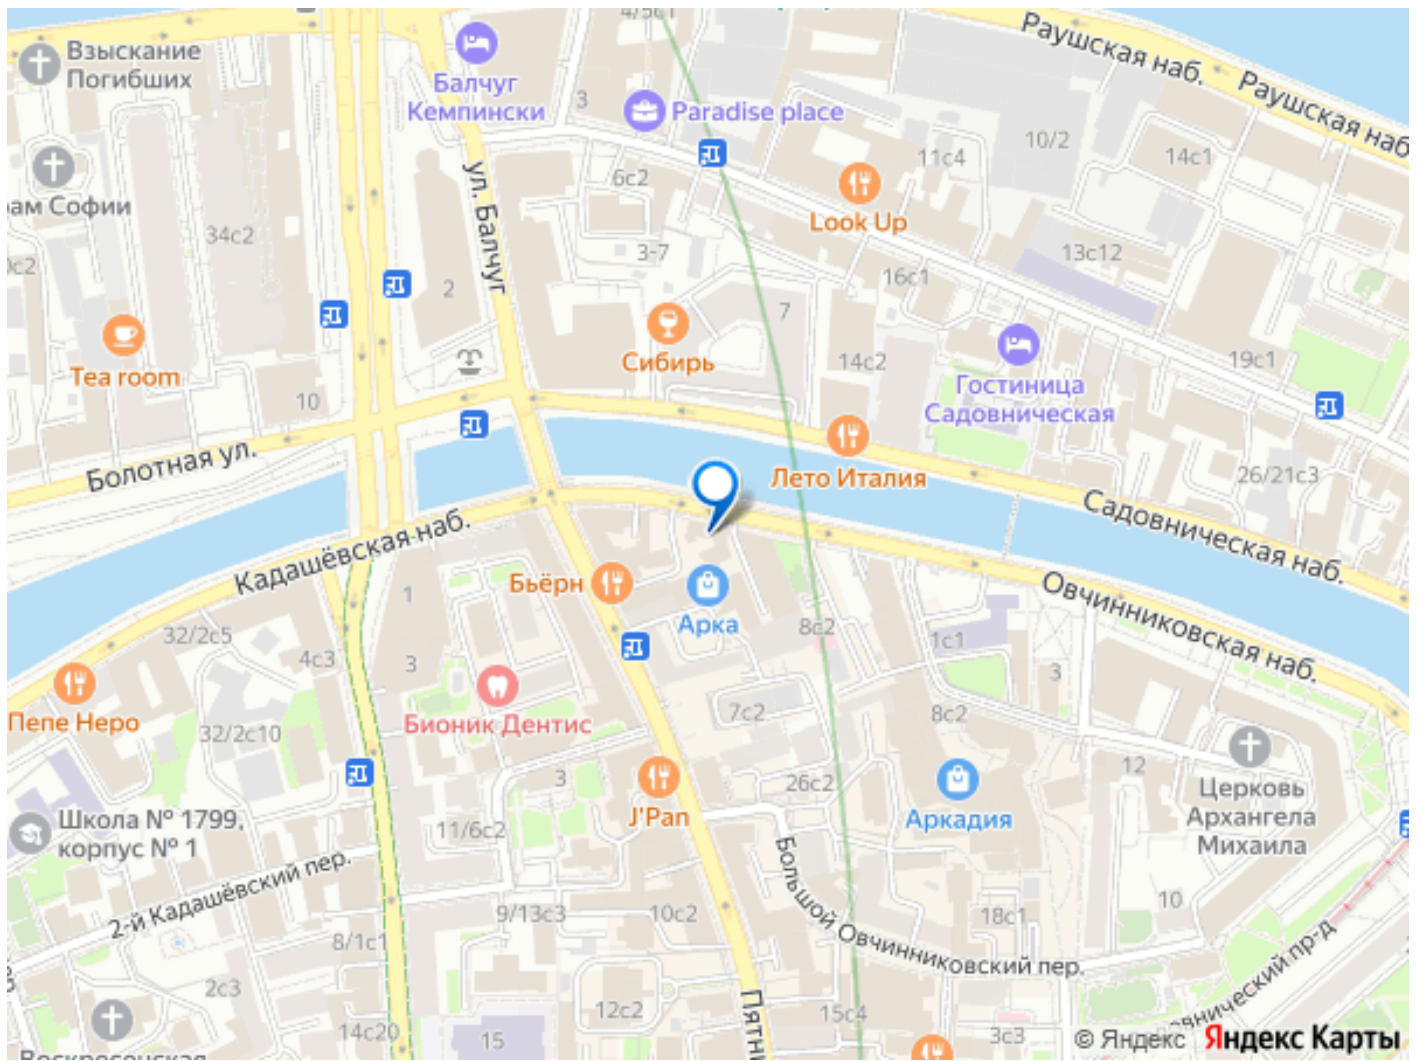 4/5с1
Взыскание
Погибших
Балчуг
Кемпински
3
Paradise place
Раушская наб.
Раушская наб.
10/2
11с4
14с1
6с2
Look Up
ул. Балчуг
34с2
3-7
13с12
16с1
2
7
Сибирь
Tea room
14с2
19с1
Гостиница
Садовническая
10
Болотная ул.
Лето Италия
26/21с3
Садовническая наб.
Кадашёвская наб.
Овчинниковская наб.
Бьёрн
Арка
1
8с2
1с1
32/2с5
4с3
3
3
Пепе Неро
Бионик Дентис
7с2
8с2
32/2с10
3
12
Церковь
Архангела
Михаила
J'Pan
26с2
Аркадия
Школа № 1799,
корпус № 1
11/6с2
2-й Кадашёвский пер.
Большой Овчинниковский пер.
10
9/13с3
10с2
18с1
8/1с1
2с3
12с2
15с4
14с20
15
3с3
© Яндекс Яндекс Карты